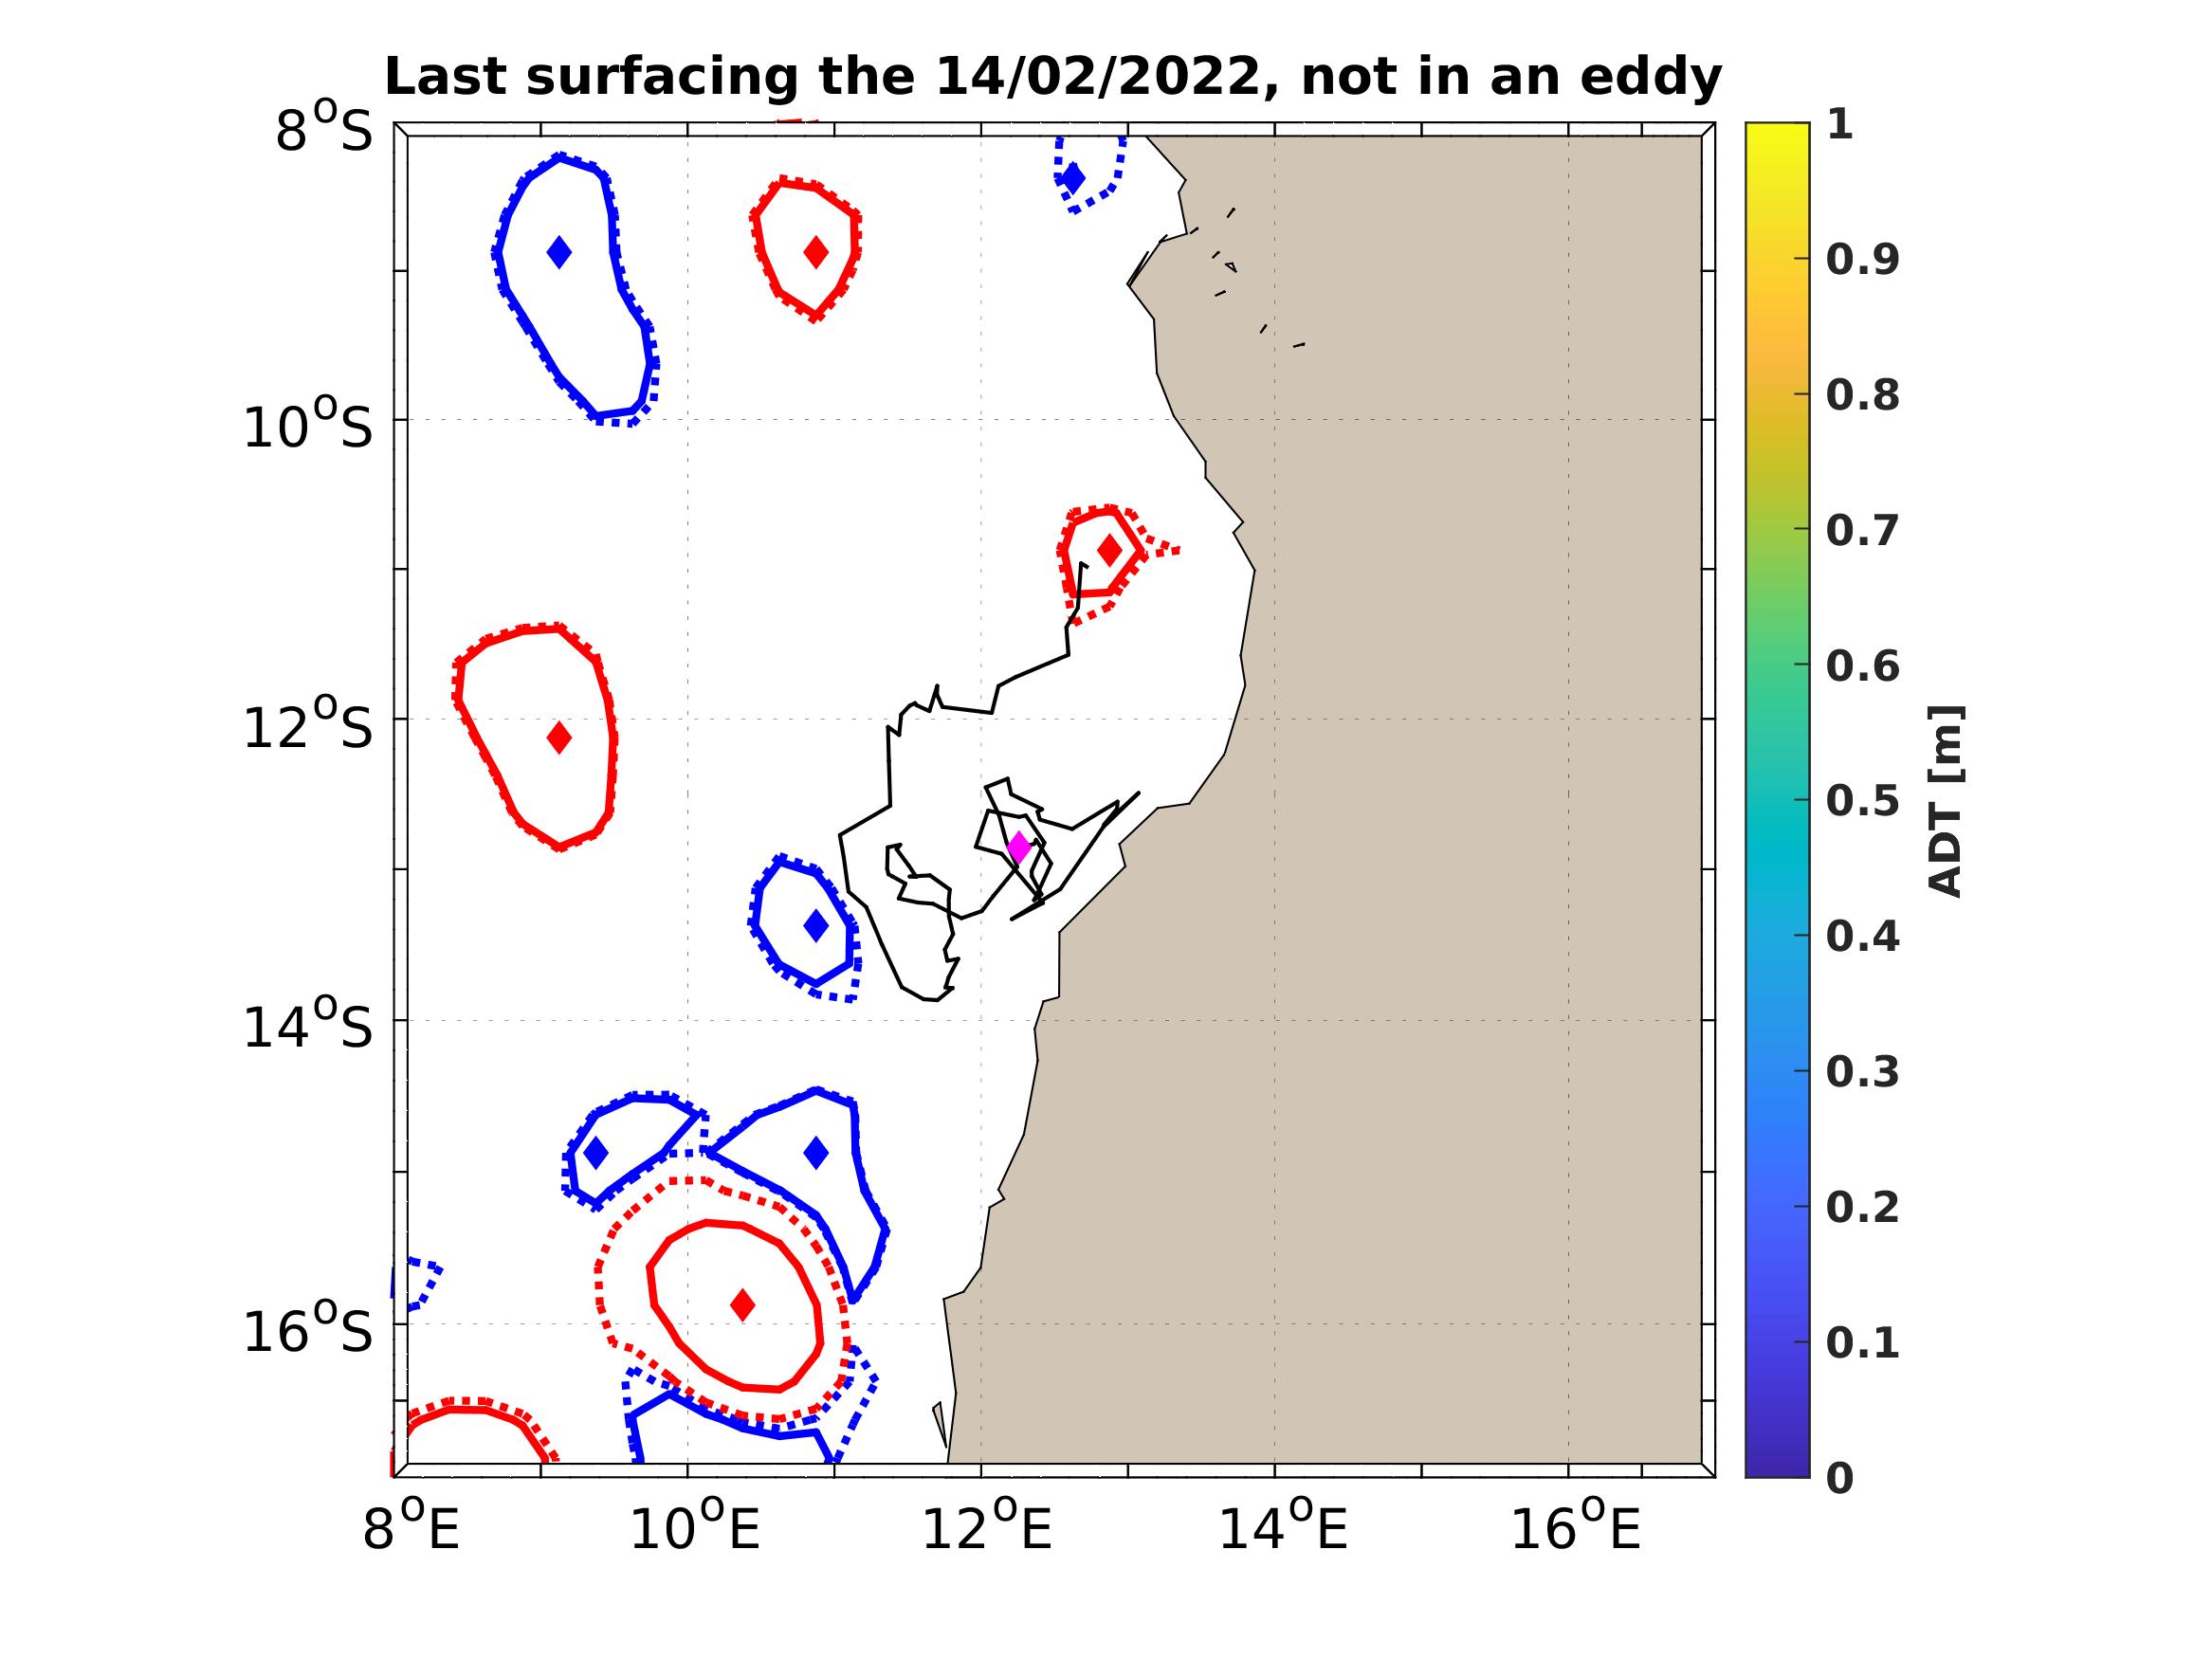 Last surfacing the 14/02/2022, not in an eddy
8°S
10°S
12°S
14°S
16°S
8°E
10°E
12°E
14°E
16°E
1
0.9
0.8
0.7
0.6
0.5
0.4
0.3
0.2
0.1
0
ADT [m]